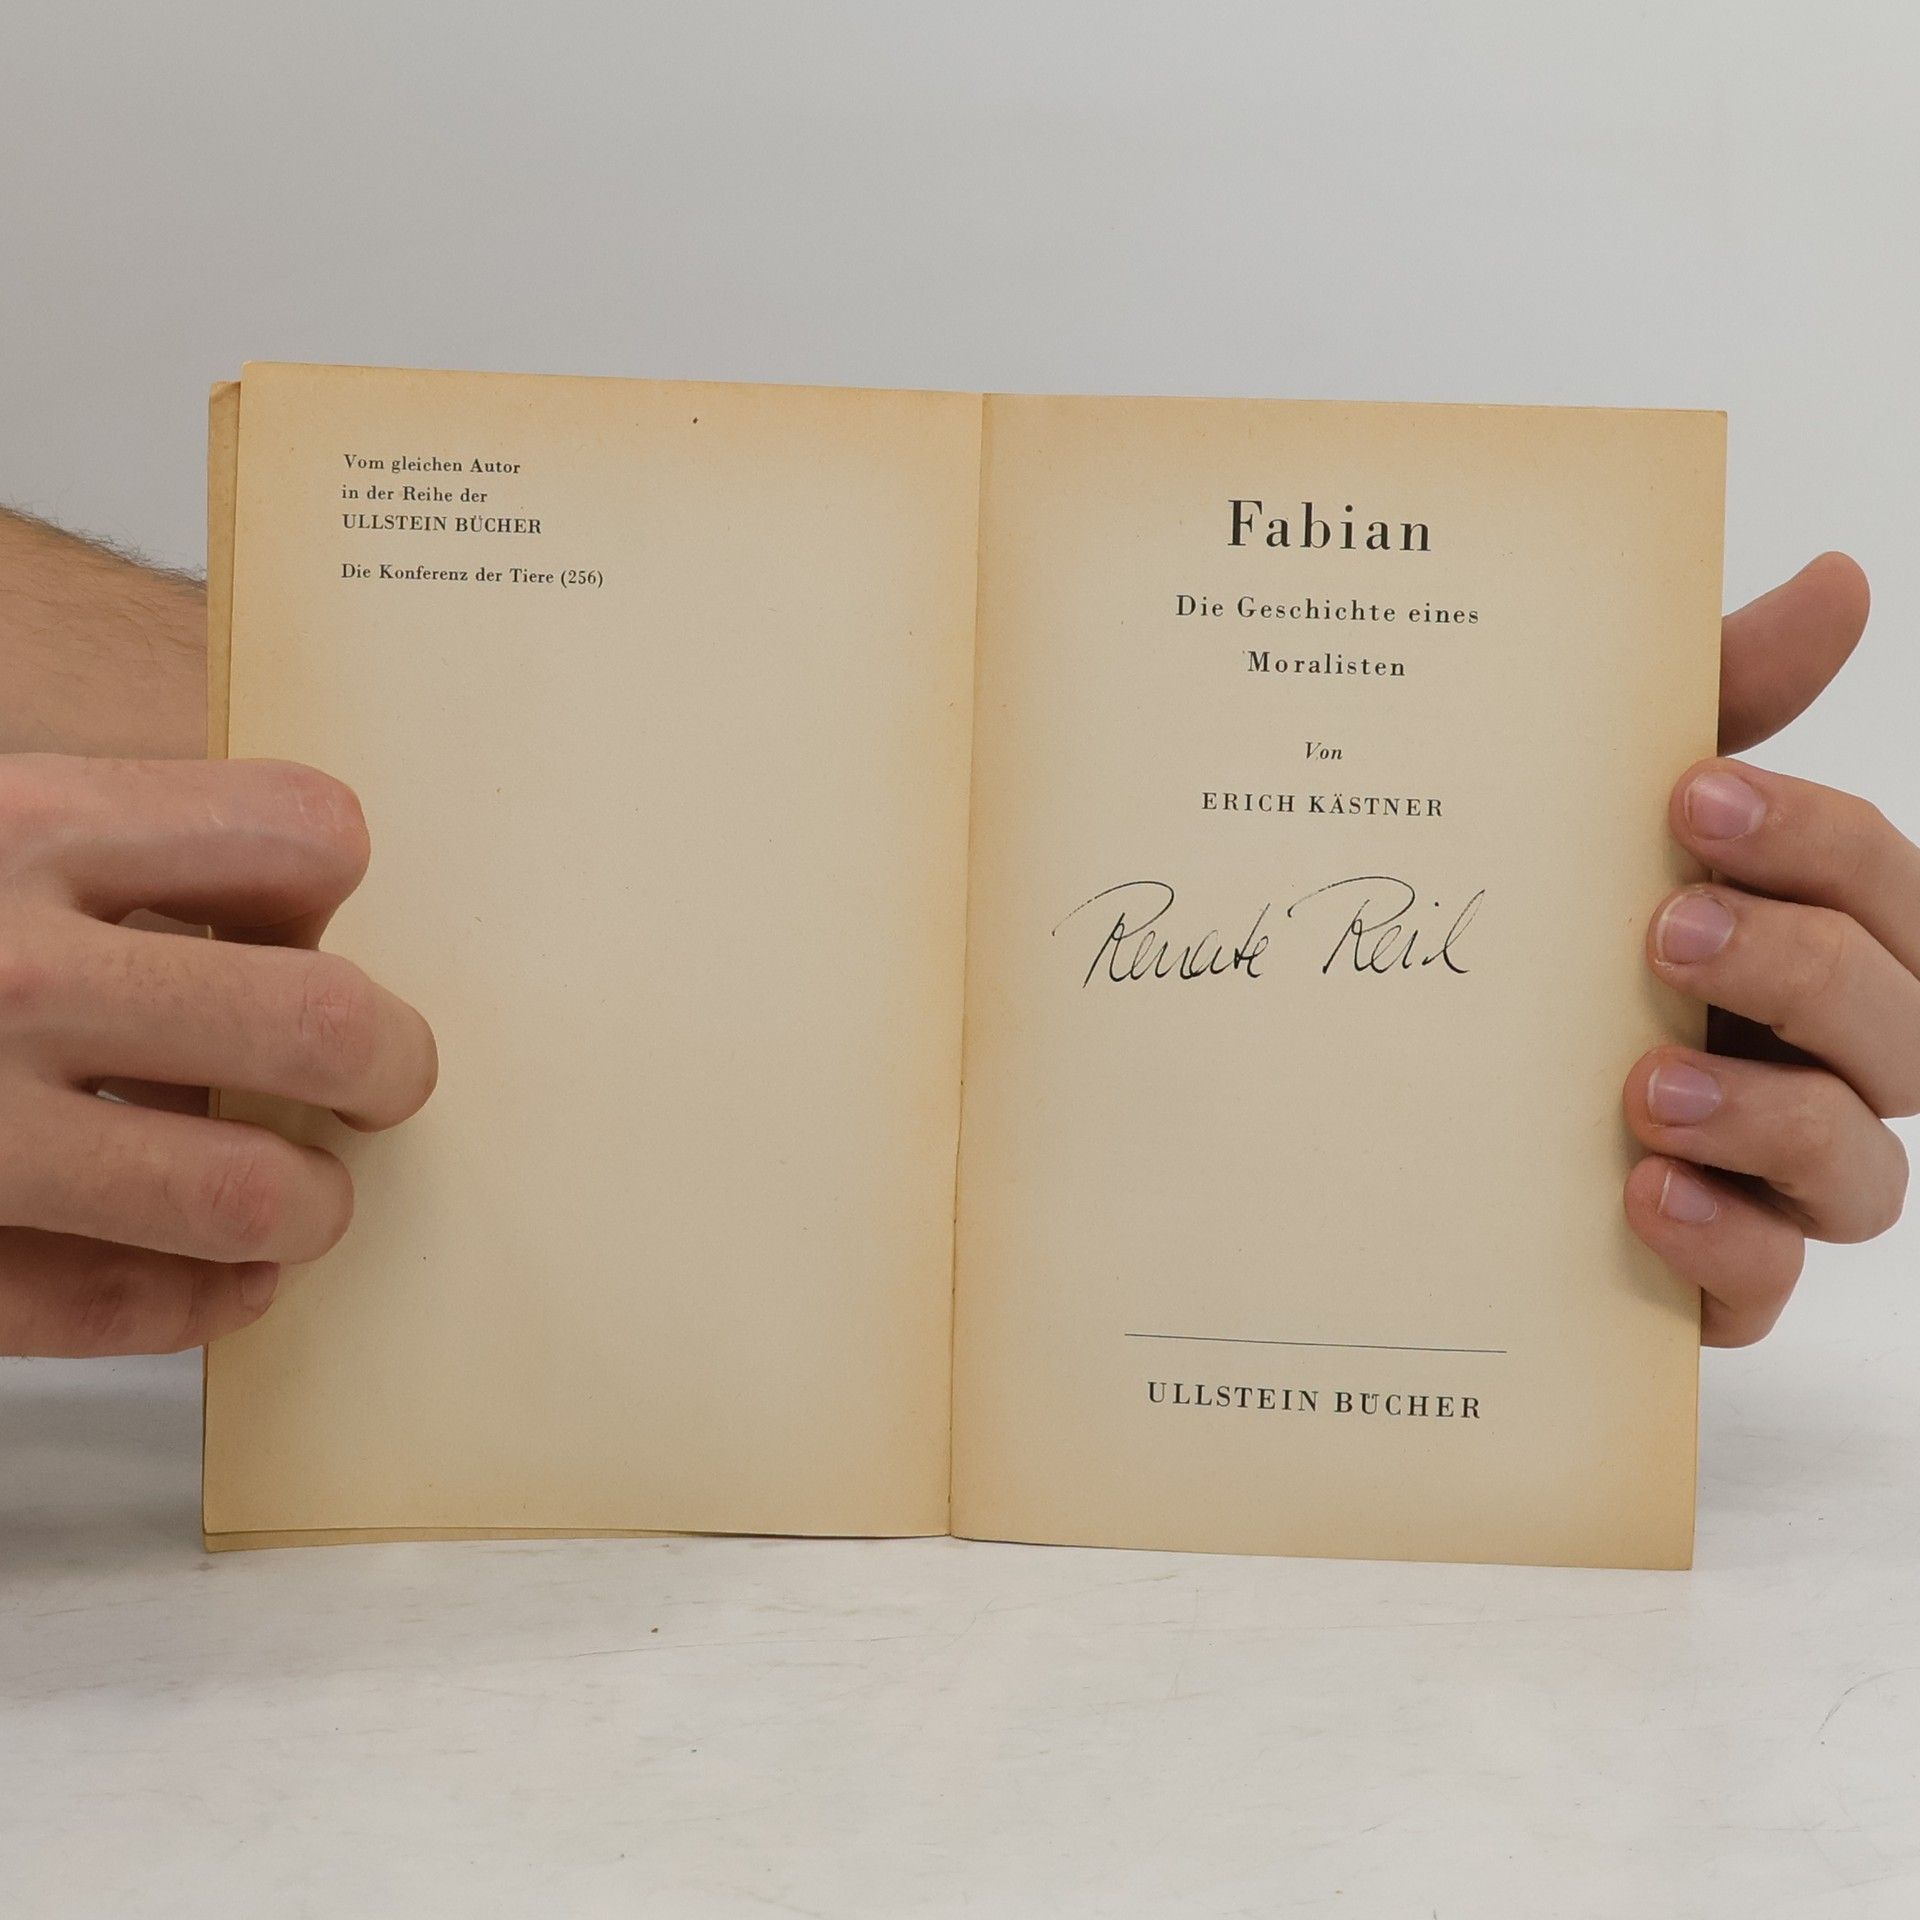 Vom gleichen Autor
in der Reihe der
ULLSTEIN BÜCHER
Die Konferenz der Tiere (256)
Fabian
Die Geschichte eines
Moralisten
Von
ERICH KÄSTNER
Renate
ULLSTEIN BÜCHER